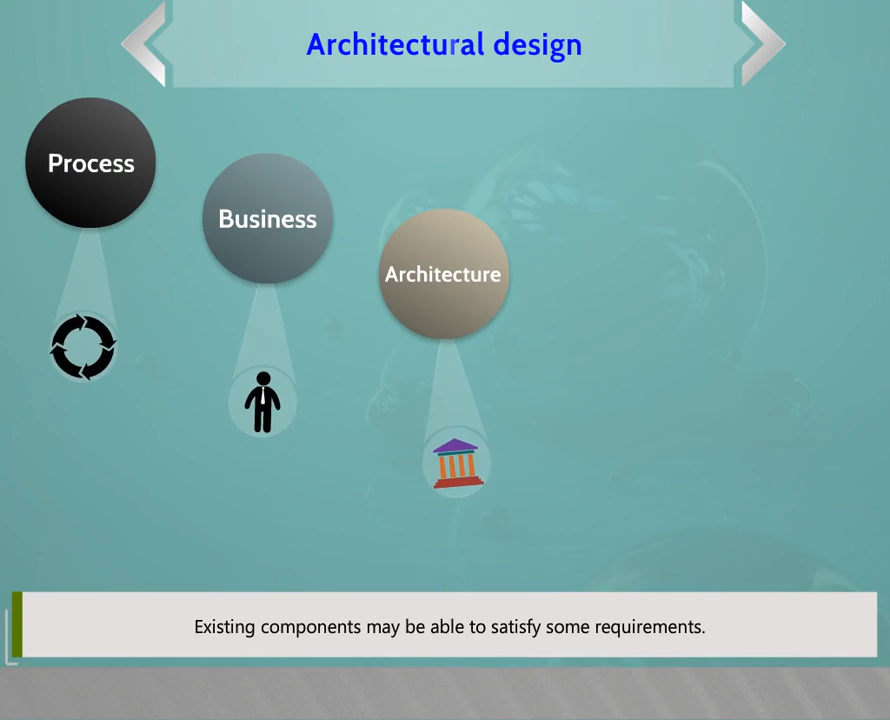 Architectural design
Process
Business
Architecture
Existing components may be able to satisfy some requirements.